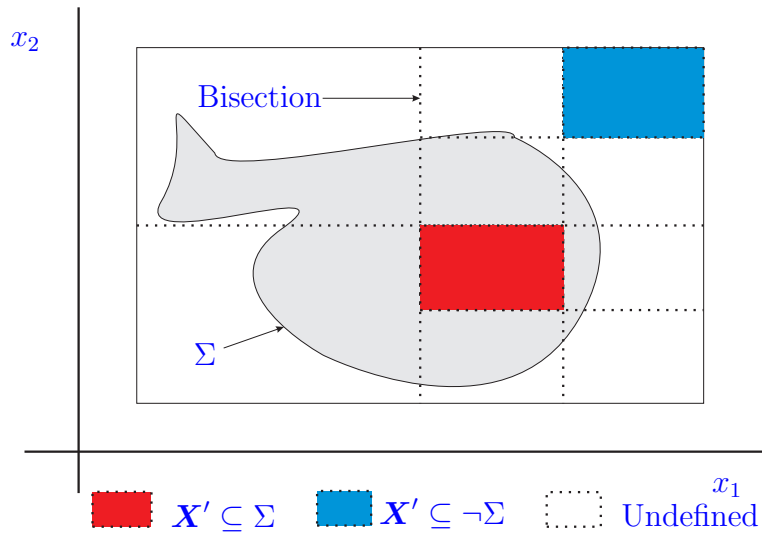 x₂
Bisection
Σ
x₁
X′ ⊆ Σ
X′ ⊆ ¬Σ
Undefined